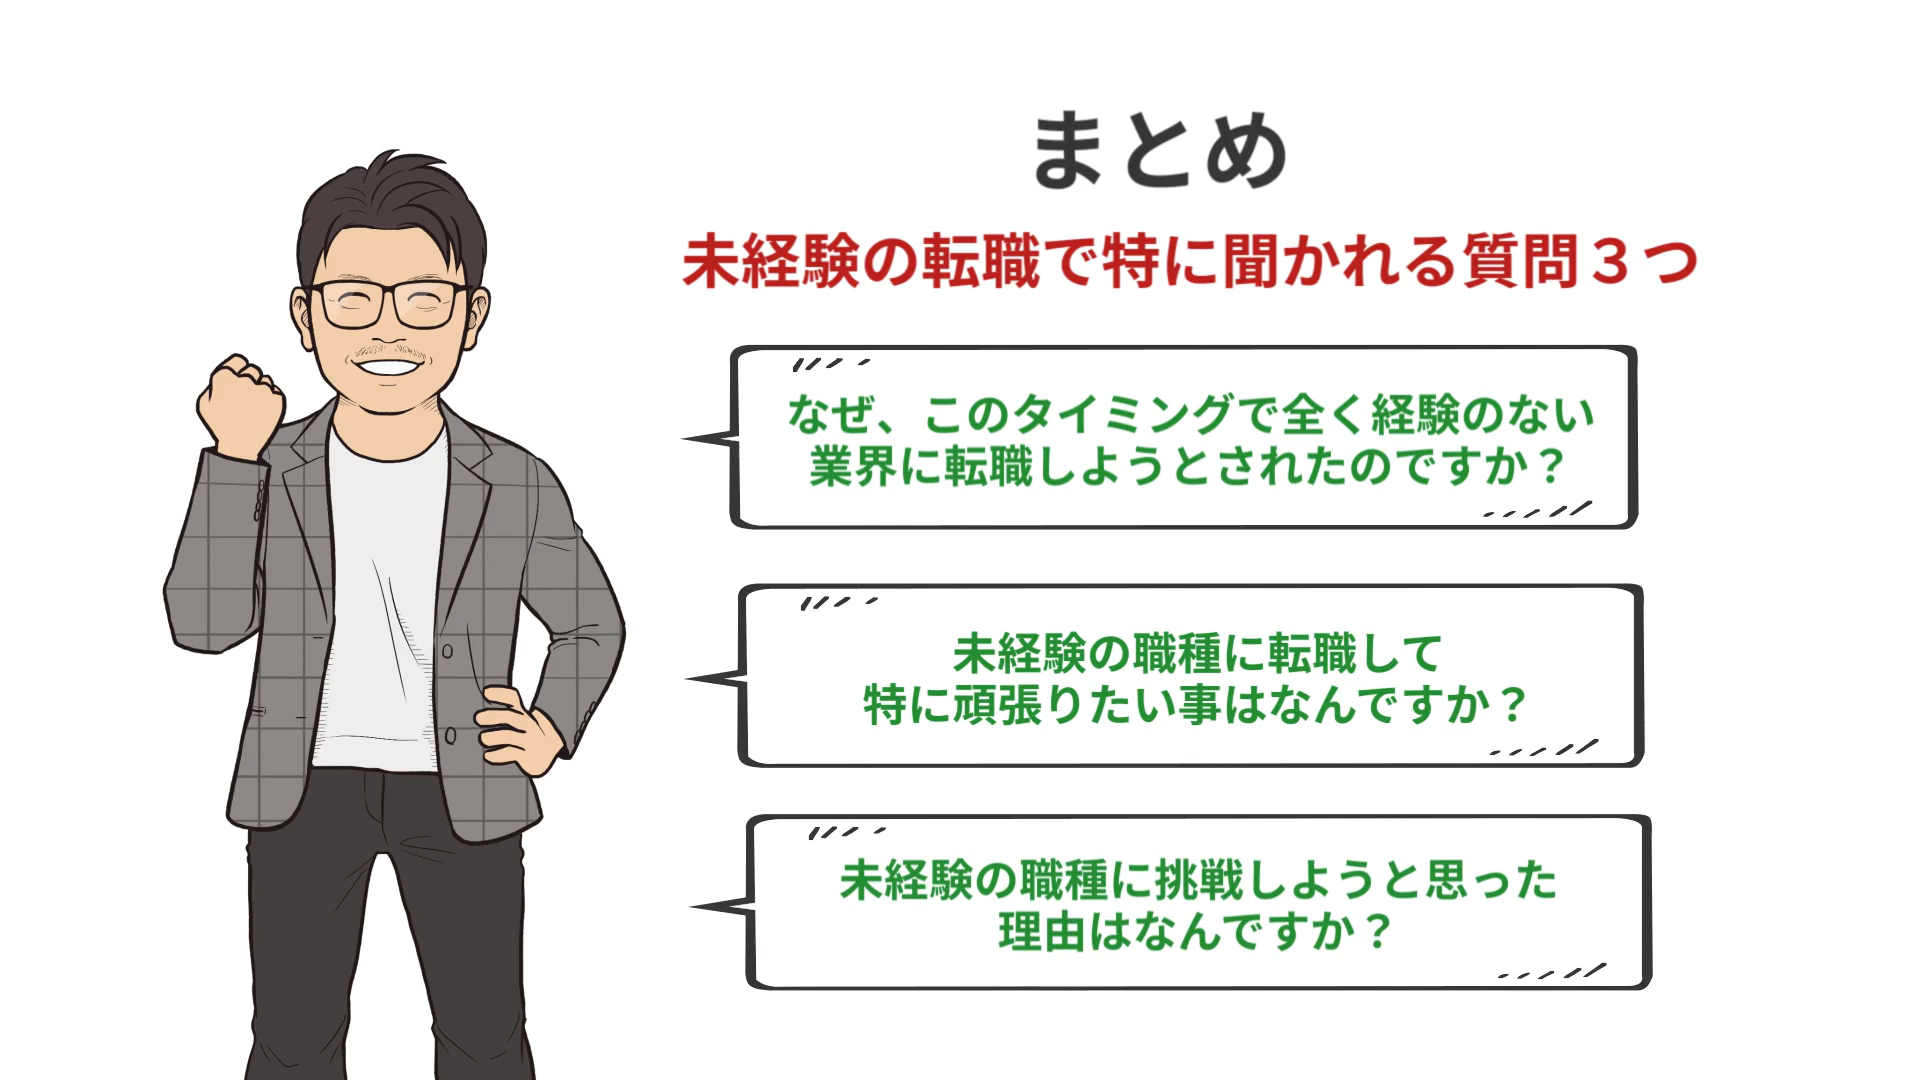 まとめ
未経験の転職で特に聞かれる質問３つ
なぜ、このタイミングで全く経験のない
業界に転職しようとされたのですか？
未経験の職種に転職して
特に頑張りたい事はなんですか？
未経験の職種に挑戦しようと思った
理由はなんですか？